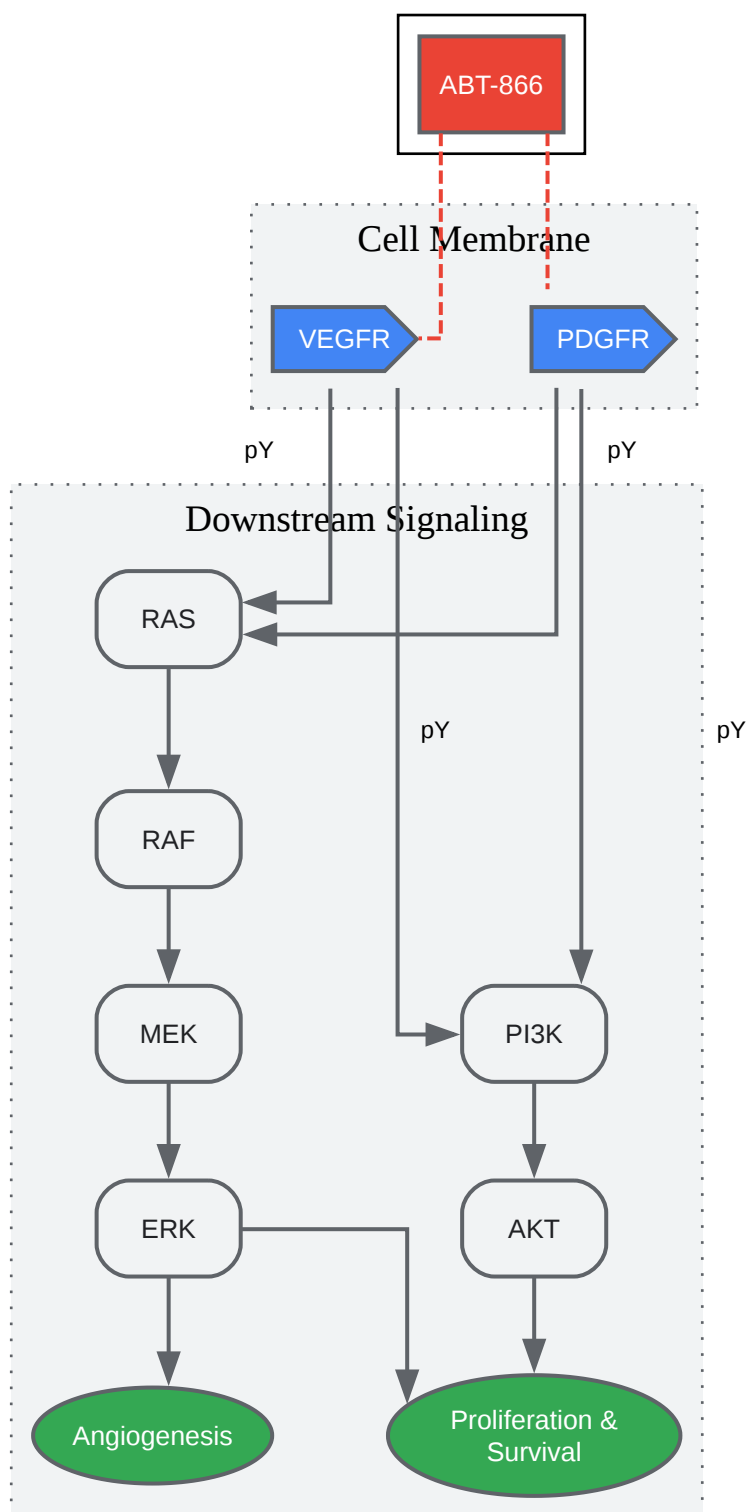 ABT-866
Cell Membrane
VEGFR
PDGFR
pY
pY
Downstream Signaling
RAS
pY
pY
RAF
MEK
PI3K
ERK
AKT
Angiogenesis
Proliferation &
Survival